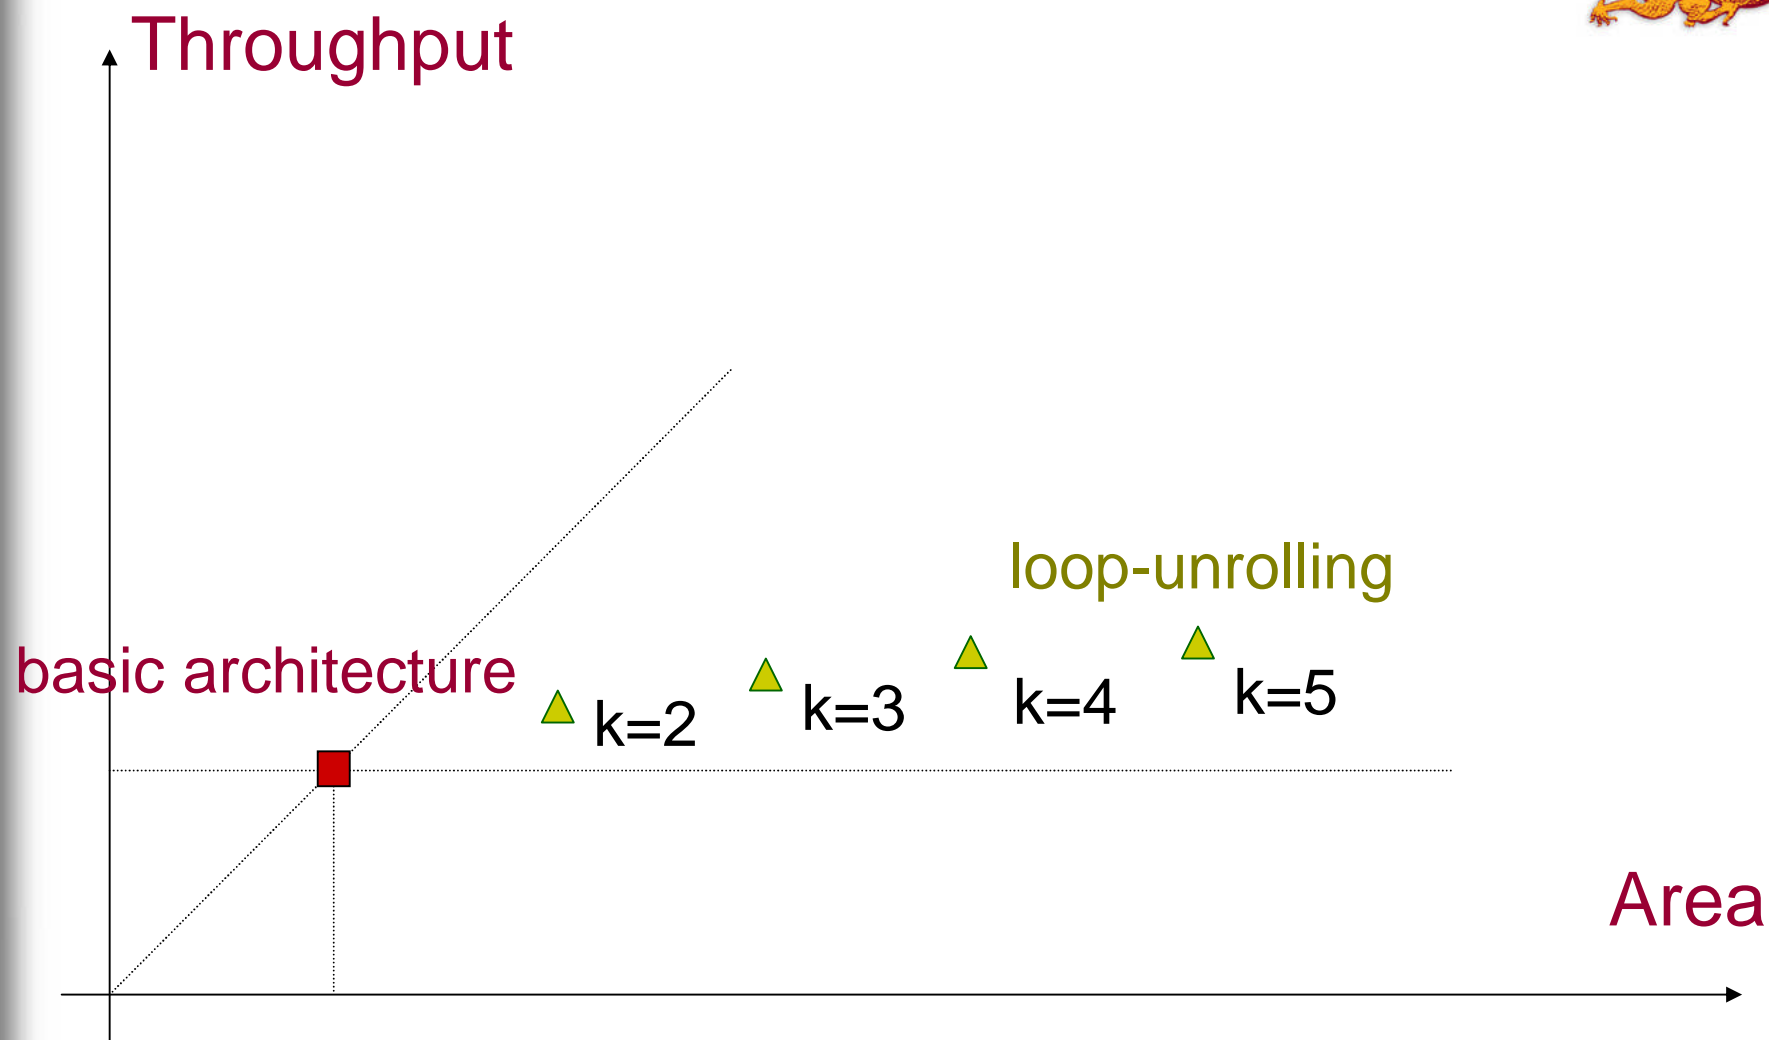 Throughput
loop-unrolling
basic architecture
k=2
k=3
k=4
k=5
Area